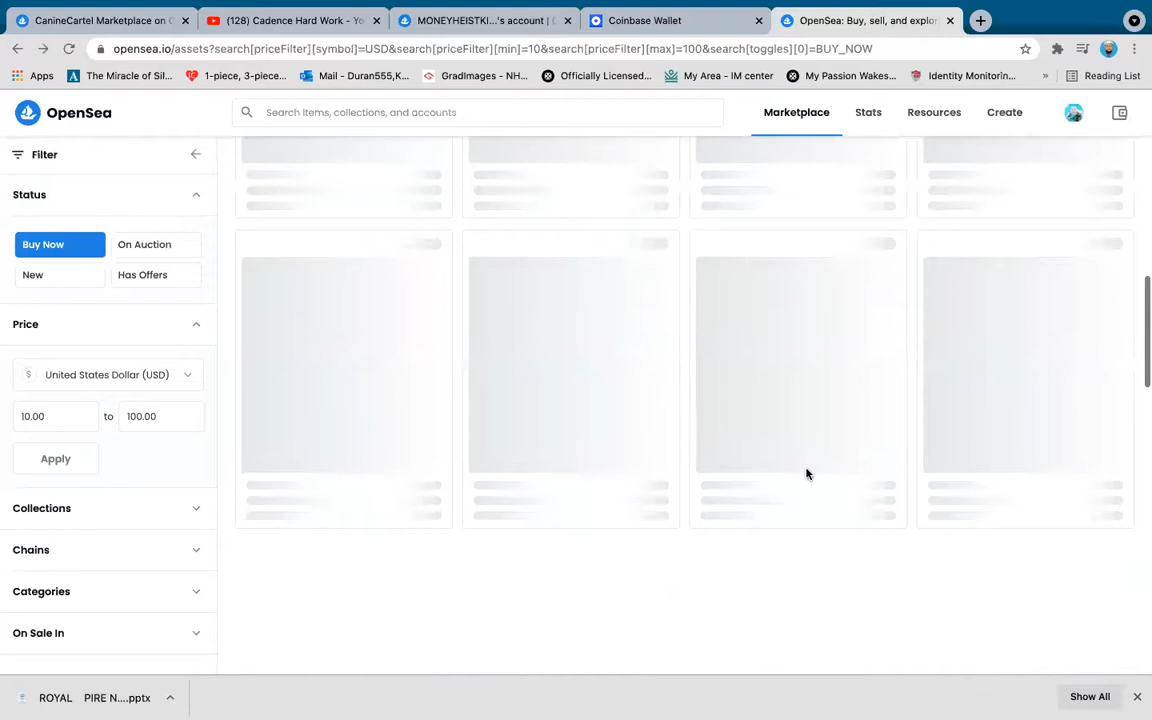 CanineCartel Marketplace on O
(128) Cadence Hard Work - Yo
MONEYHEISTKI...'s account | O
Coinbase Wallet
OpenSea: Buy, sell, and explor
opensea.io/assets?search[priceFilter][symbol]=USD&search[priceFilter][min]=10&search[priceFilter][max]=100&search[toggles][0]=BUY_NOW
Apps
The Miracle of Sil...
1-piece, 3-piece...
Mail - Duran555,K...
GradImages - NH...
Officially Licensed...
My Area - IM center
My Passion Wakes...
Identity Monitorin...
»
Reading List
OpenSea
Search items, collections, and accounts
Marketplace
Stats
Resources
Create
Filter
Status
Buy Now
On Auction
New
Has Offers
Price
$ United States Dollar (USD)
10.00 to 100.00
Apply
Collections
Chains
Categories
On Sale In
ROYAL PIRE N....pptx
Show All